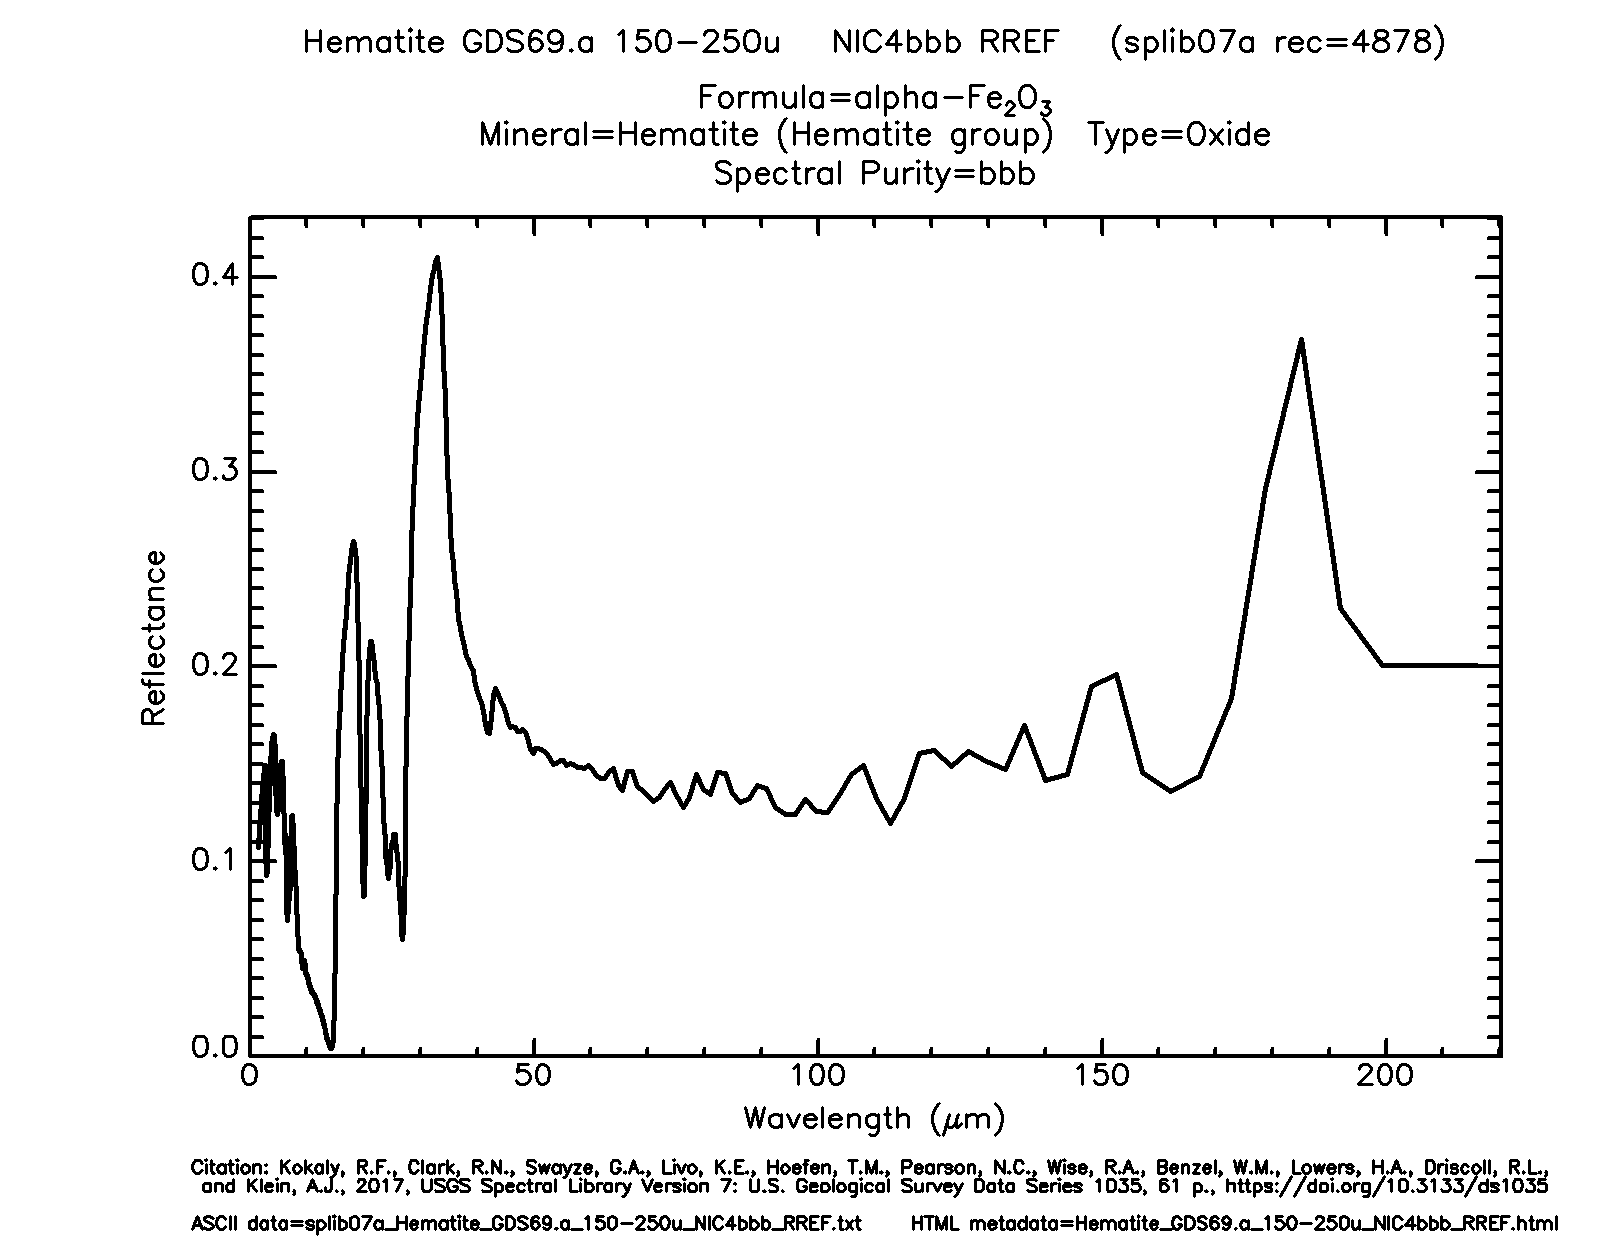 Hematite GDS69.a 150-250u NIC4bbb RREF (splib07a rec=4878)
Formula=alpha-Fe2O3
Mineral=Hematite (Hematite group) Type=Oxide
Spectral Purity=bbb
0.4
0.3
0.2
0.1
0.0
Reflectance
0 50 100 150 200
Wavelength (μm)
Citation: Kokaly, R.F., Clark, R.N., Swayze, G.A., Livo, K.E., Hoefen, T.M., Pearson, N.C., Wise, R.A., Benzel, W.M., Lowers, H.A., Driscoll, R.L.,
and Klein, A.J., 2017, USGS Spectral Library Version 7: U.S. Geological Survey Data Series 1035, 61 p., https://doi.org/10.3133/ds1035
ASCII data=splib07a_Hematite_GDS69.a_150-250u_NIC4bbb_RREF.txt HTML metadata=Hematite_GDS69.a_150-250u_NIC4bbb_RREF.html